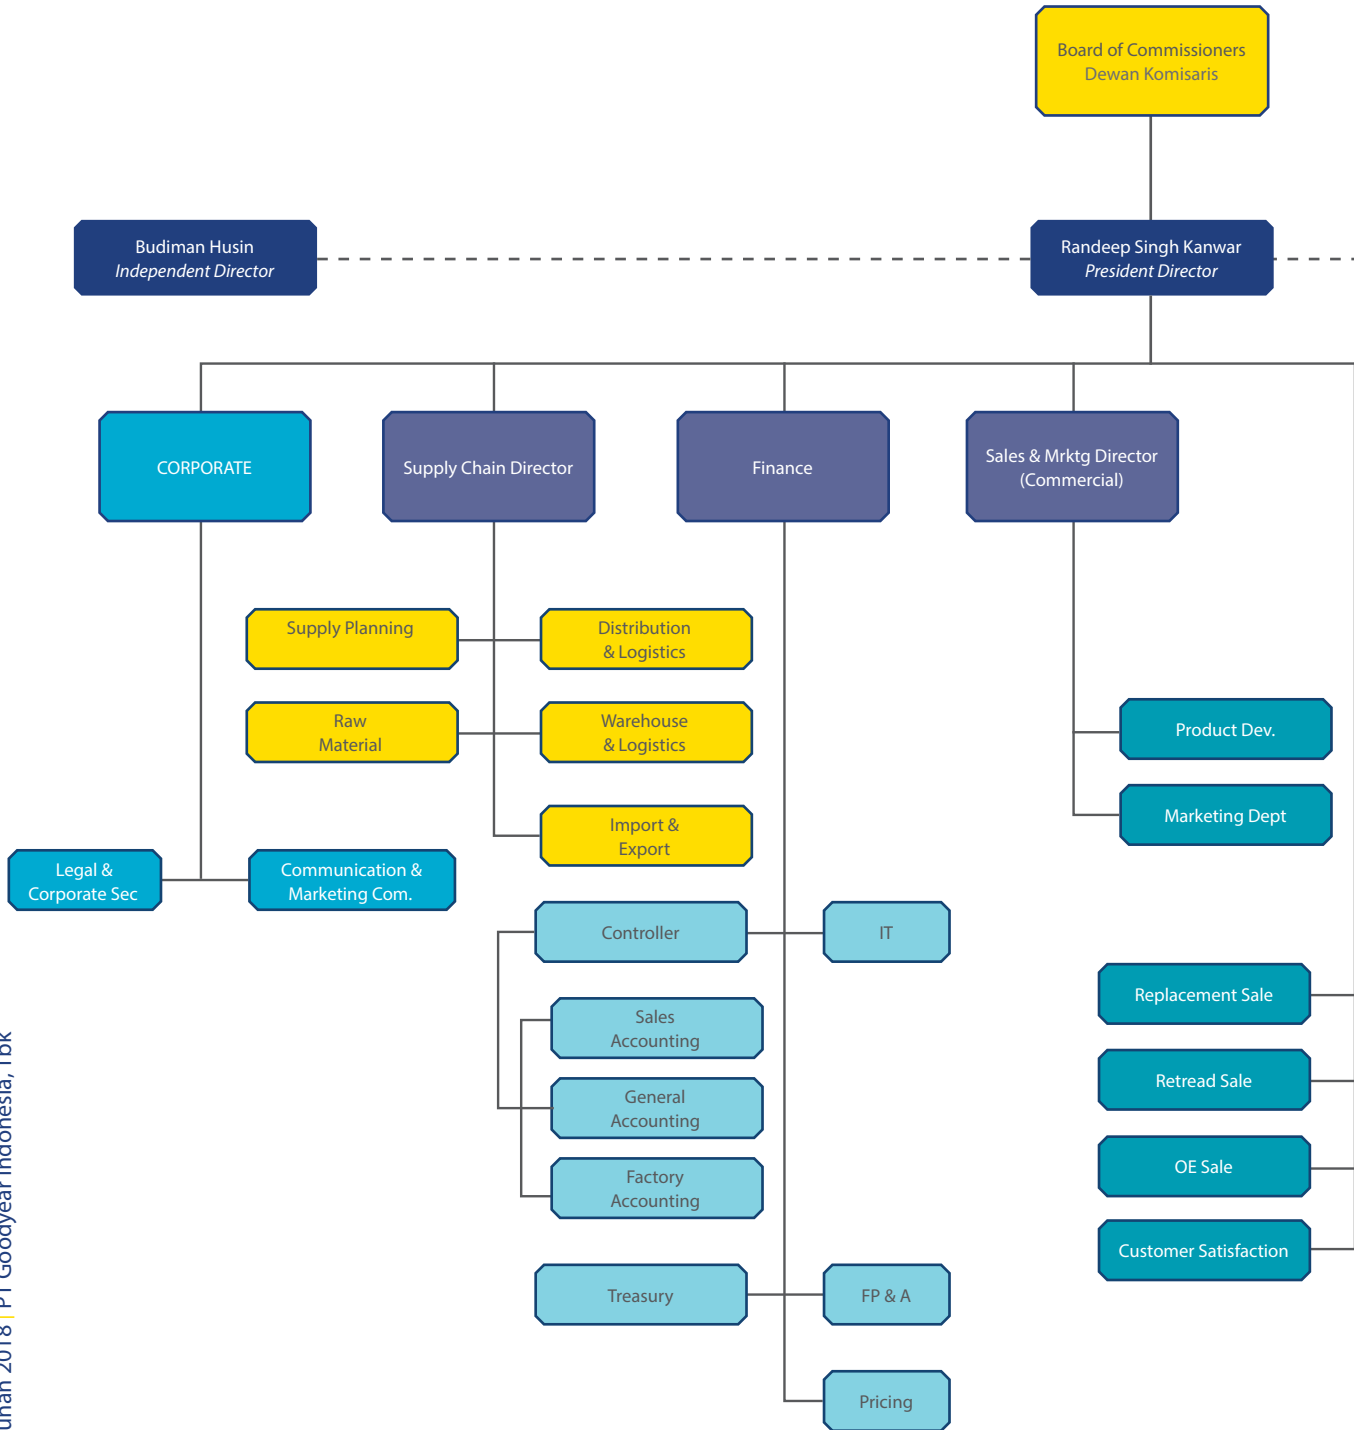 Board of Commissioners
Dewan Komisaris
Budiman Husin
Independent Director
Randeep Singh Kanwar
President Director
CORPORATE
Supply Chain Director
Finance
Sales & Mrktg Director
(Commercial)
Supply Planning
Distribution
& Logistics
Raw
Material
Warehouse
& Logistics
Product Dev.
Import &
Export
Marketing Dept
Legal &
Corporate Sec
Communication &
Marketing Com.
Controller
IT
Replacement Sale
Sales
Accounting
Retread Sale
General
Accounting
OE Sale
Factory
Accounting
Customer Satisfaction
Treasury
FP & A
Pricing
2018 | PT Goodyear Indonesia, Tbk